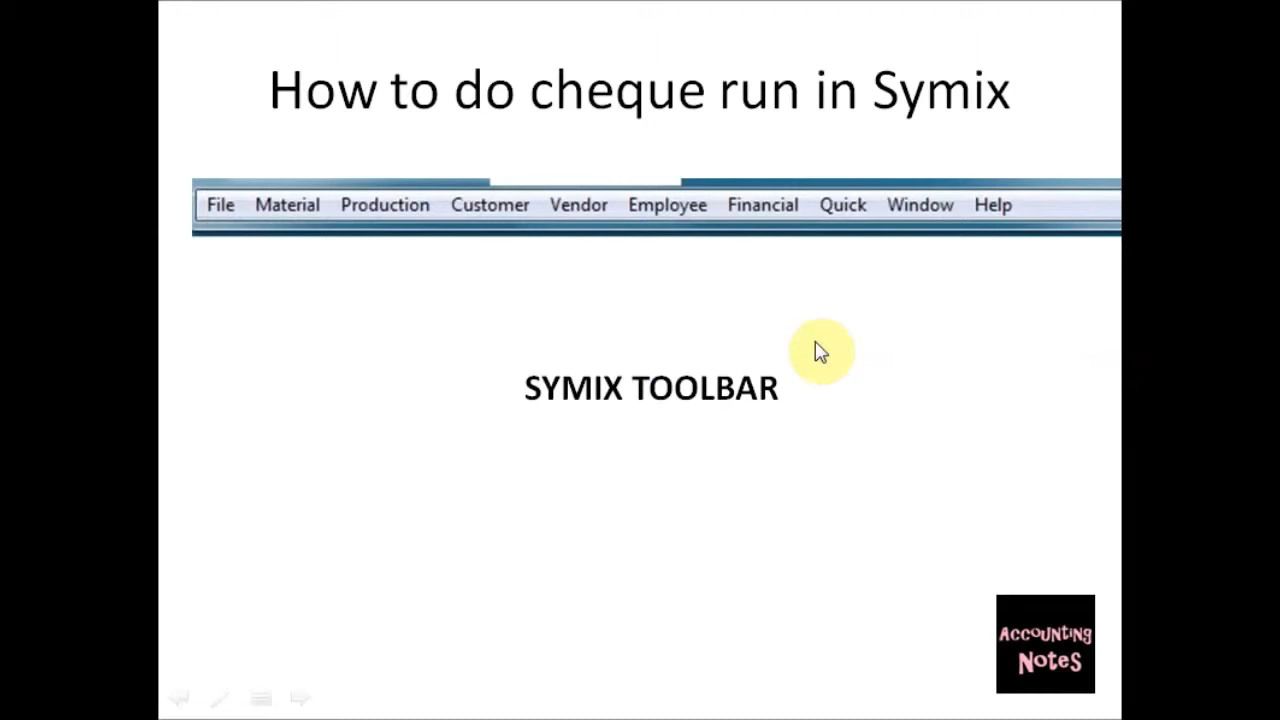 How to do cheque run in Symix
File Material Production Customer Vendor Employee Financial Quick Window Help
SYMIX TOOLBAR
Accounting
Notes